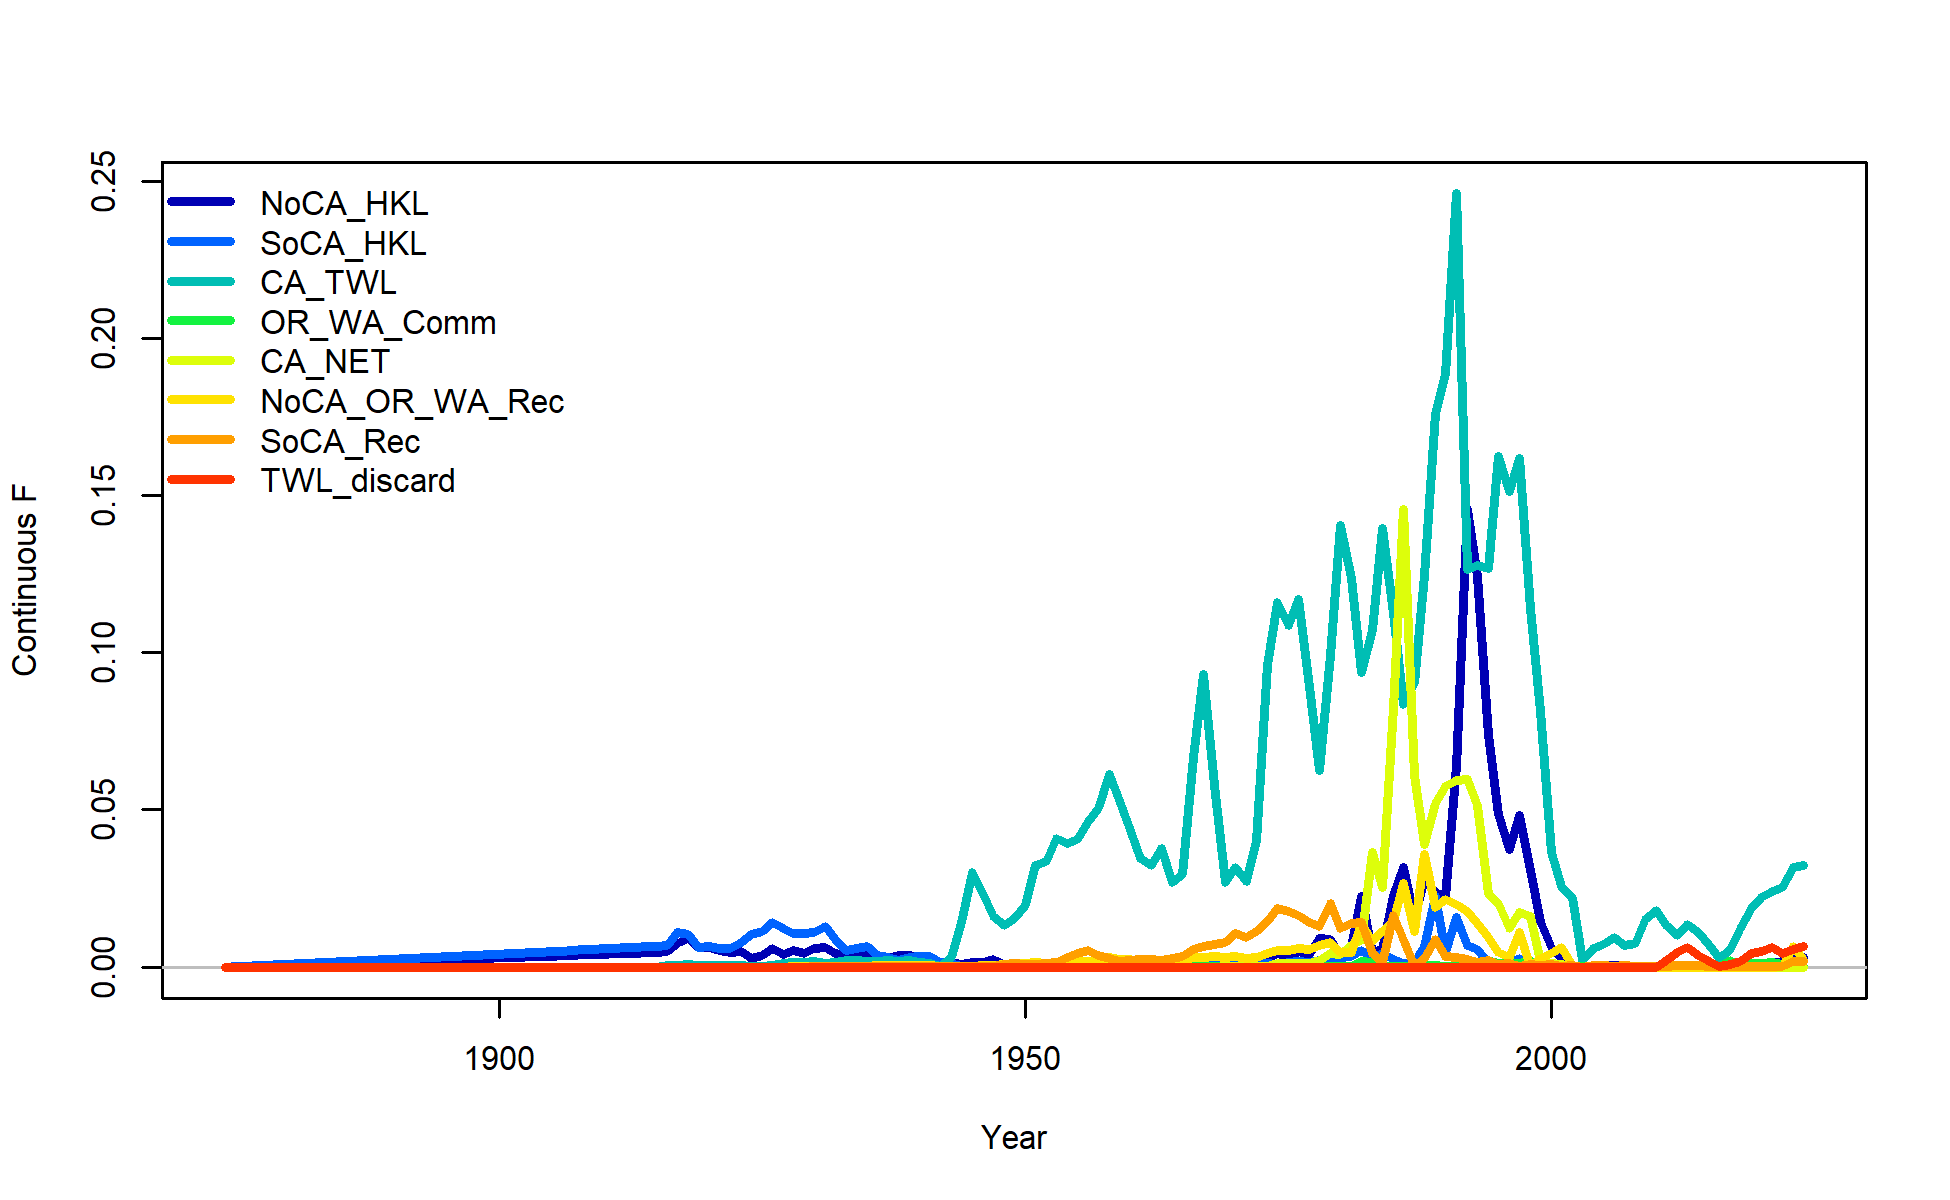 NoCA_HKL
SoCA_HKL
CA_TWL
OR_WA_Comm
CA_NET
NoCA_OR_WA_Rec
SoCA_Rec
TWL_discard
Continuous F
0.25
0.20
0.15
0.10
0.05
0.00
1900 1950 2000
Year